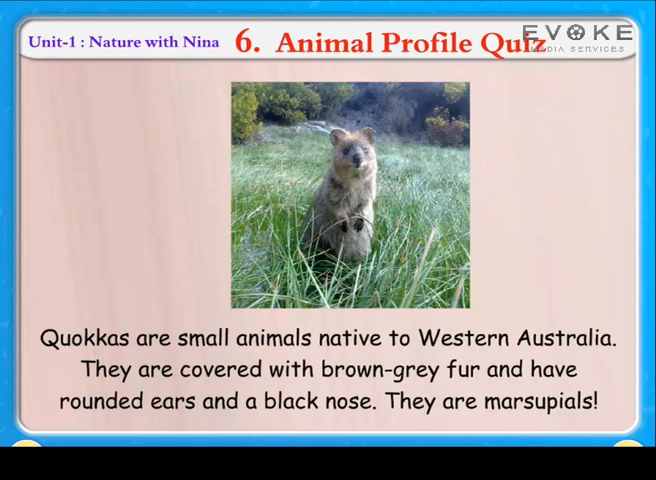 Unit-1 : Nature with Nina
6. Animal Profile Quiz
EVOKE
MEDIA SERVICES
Quokkas are small animals native to Western Australia.
They are covered with brown-grey fur and have
rounded ears and a black nose. They are marsupials!